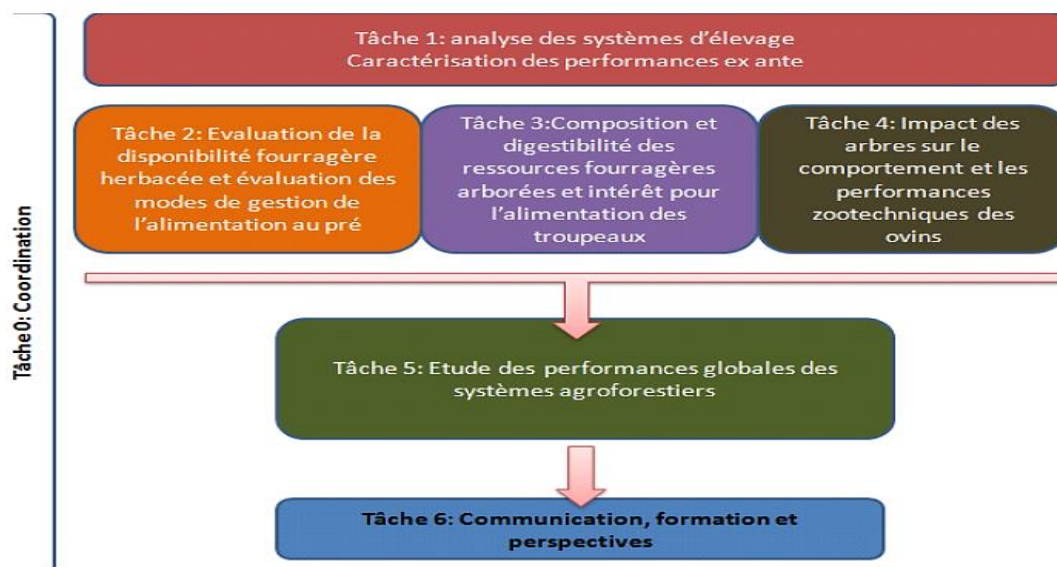 Tâche0: Coordination
Tâche 1: analyse des systèmes d'élevage
Caractérisation des performances ex ante
Tâche 2: Evaluation de la
disponibilité fourragère
herbacée et évaluation des
modes de gestion de
l'alimentation au pré
Tâche 3:Composition et
digestibilité des
ressources fourragères
arborées et intérêt pour
l'alimentation des
troupeaux
Tâche 4: Impact des
arbres sur le
comportement et les
performances
zootechniques des
ovins
Tâche 5: Etude des performances globales des
systèmes agroforestiers
Tâche 6: Communication, formation et
perspectives